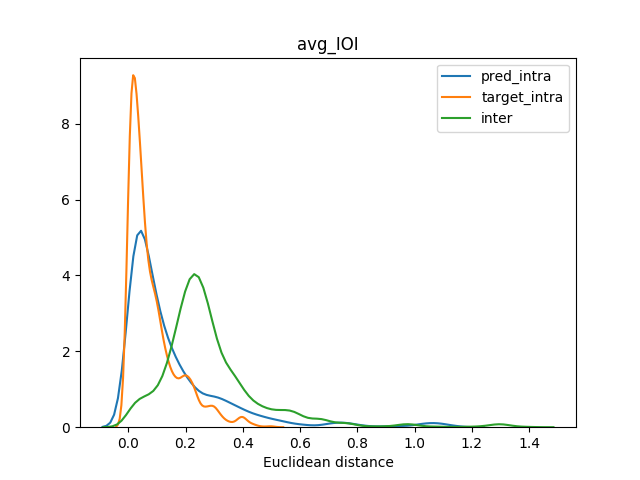 avg_IOI
pred_intra
target_intra
inter
8
6
4
2
0
0.0 0.2 0.4 0.6 0.8 1.0 1.2 1.4
Euclidean distance